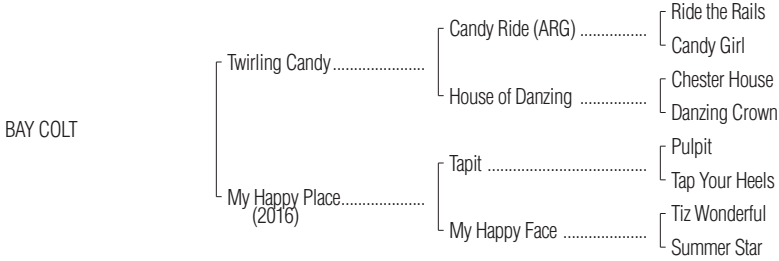 Ride the Rails
Candy Ride (ARG) ................
Candy Girl
Twirling Candy......................
Chester House
House of Danzing ................
Danzing Crown
BAY COLT
Pulpit
Tapit ......................................
Tap Your Heels
My Happy Place....................
(2016)
Tiz Wonderful
My Happy Face ....................
Summer Star